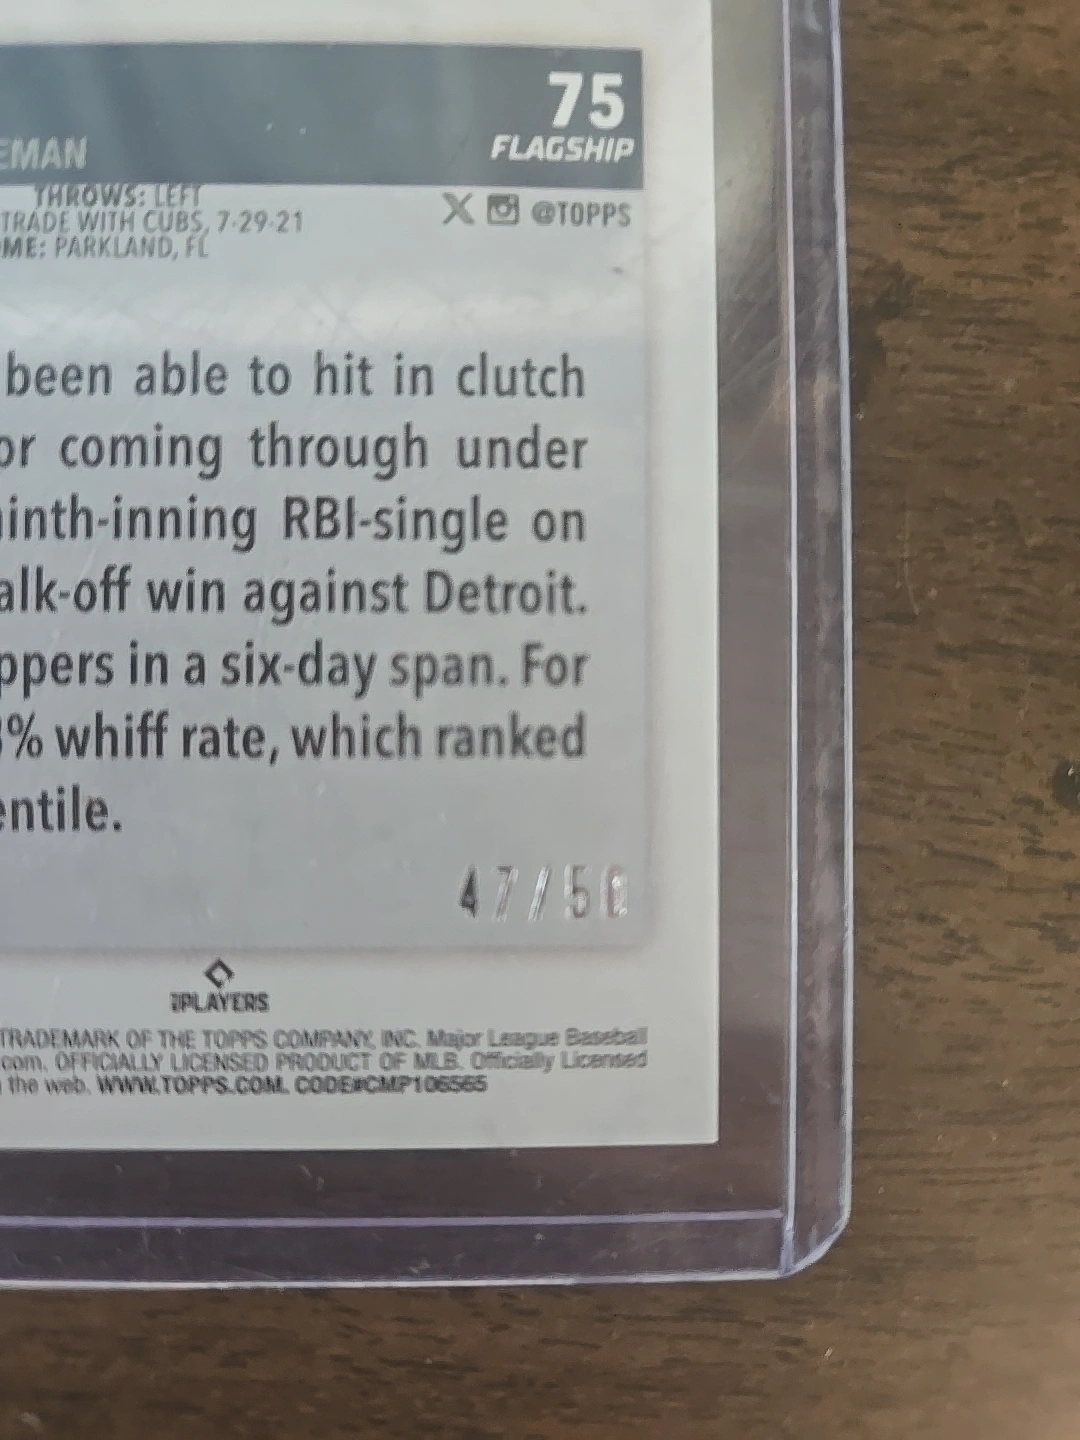 75
EMAN FLAGSHIP
THROWS: LEFT
TRADE WITH CUBS, 7-29-21 @TOPPS
OME: PARKLAND, FL
been able to hit in clutch
or coming through under
ninth-inning RBI-single on
alk-off win against Detroit.
ppers in a six-day span. For
% whiff rate, which ranked
entile.
47/50
PLAYERS
TRADEMARK OF THE TOPPS COMPANY, INC. Major League Baseball
com. OFFICIALLY LICENSED PRODUCT OF MLB. Officially Licensed
the web. WWW.TOPPS.COM. CODE#CMP106565